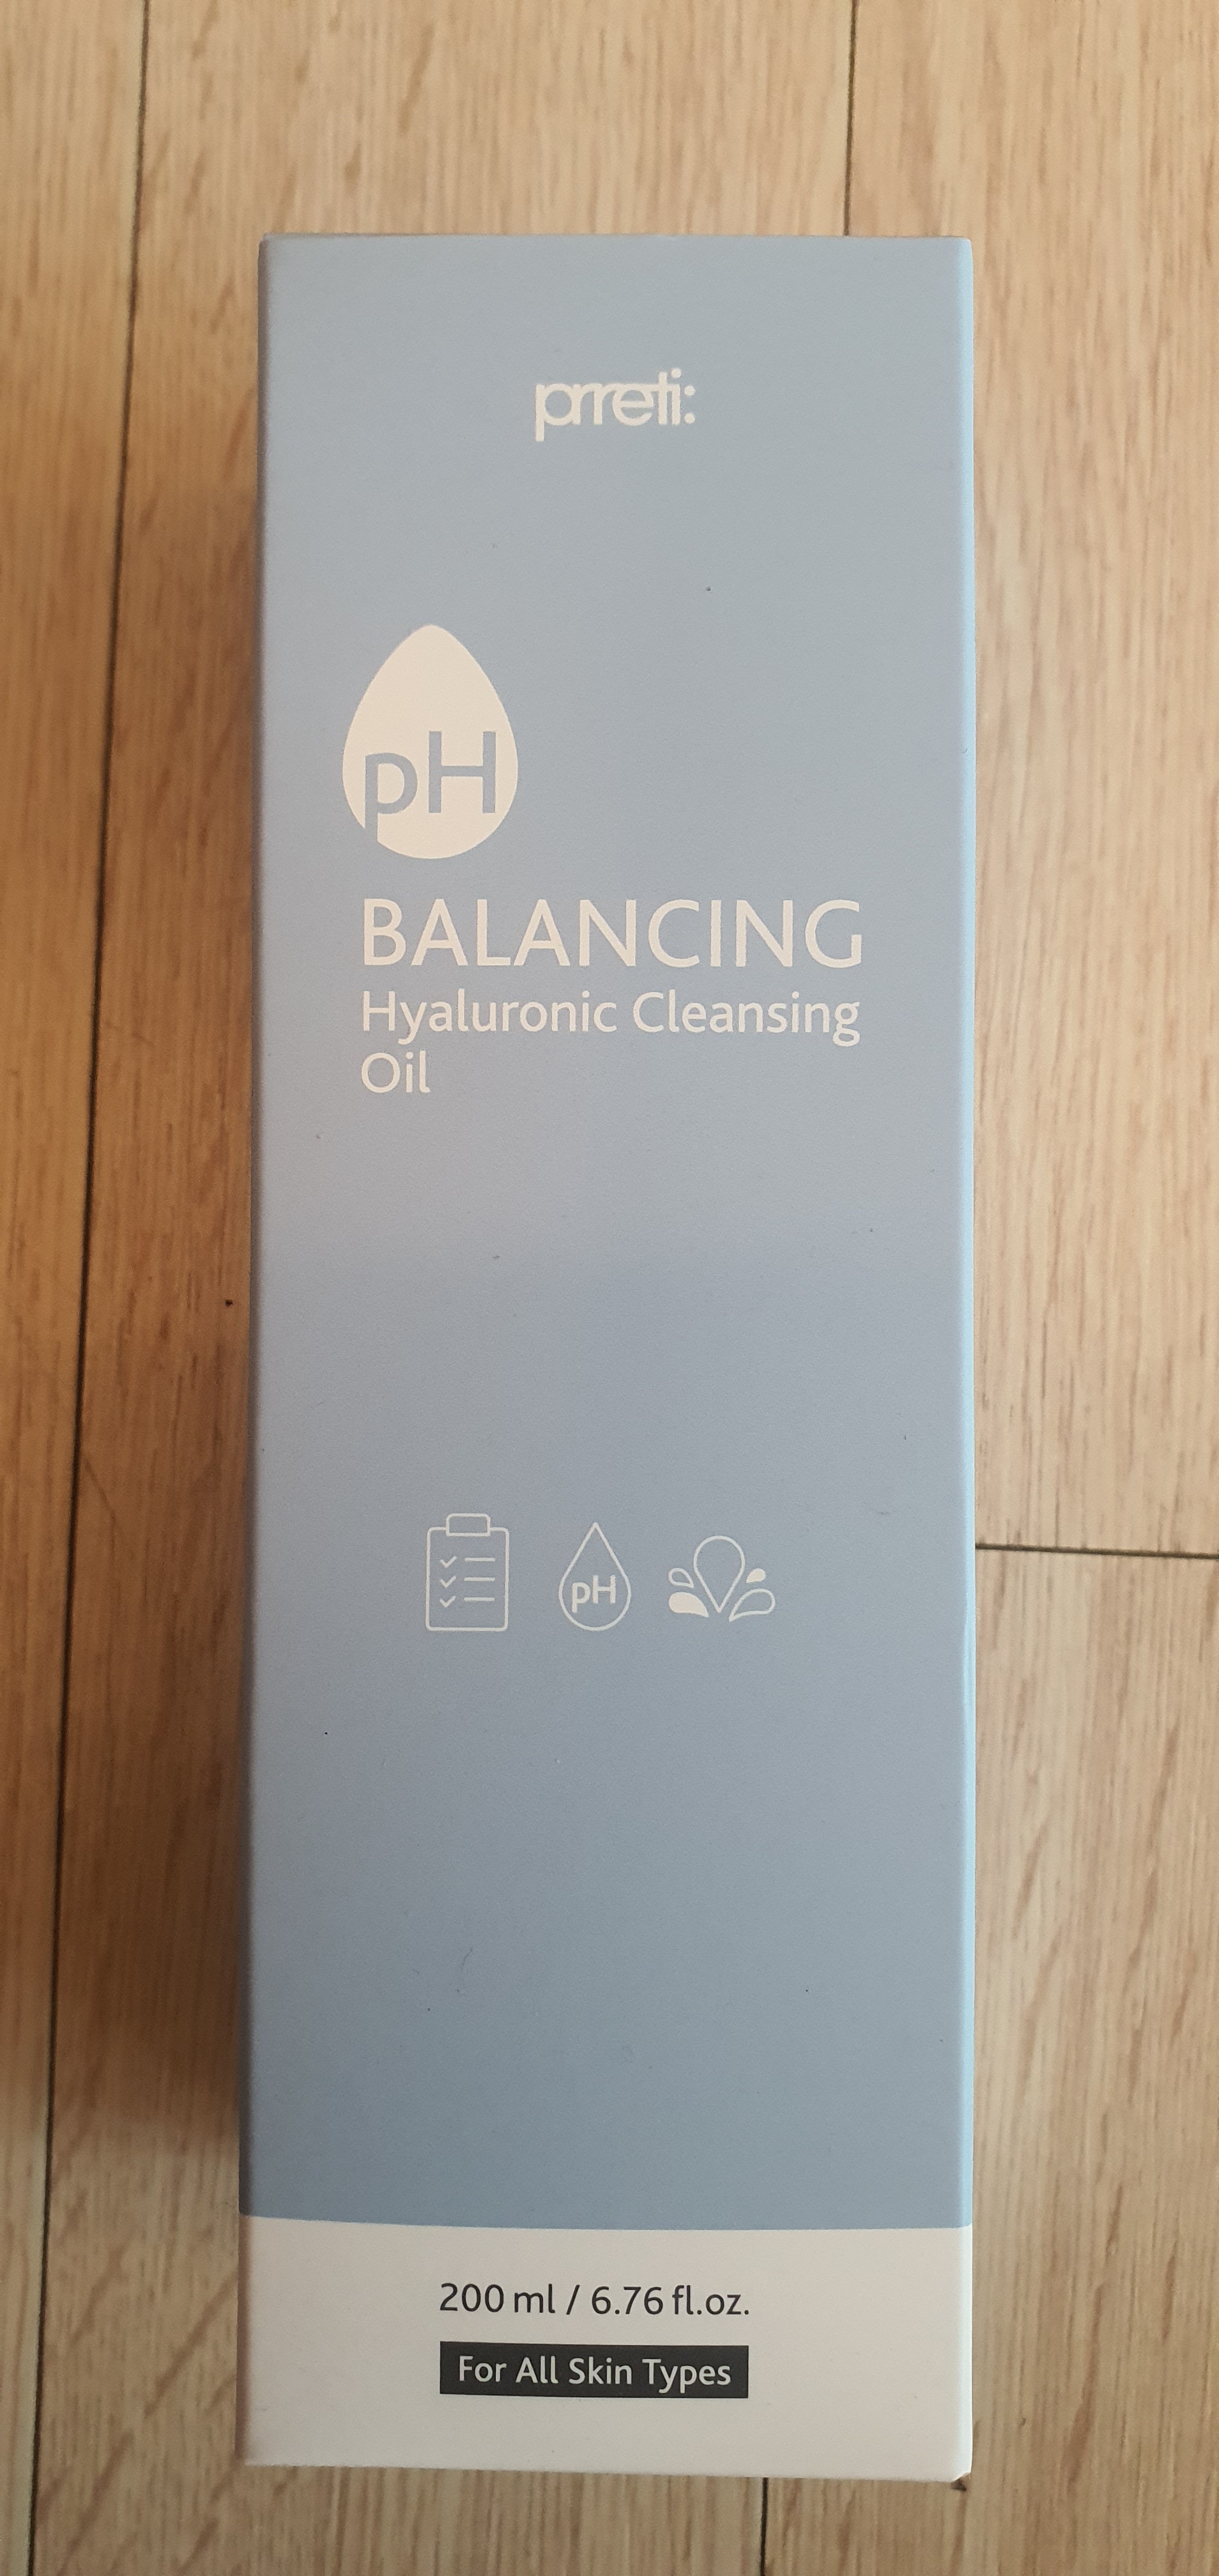 prreti:
pH
BALANCING
Hyaluronic Cleansing
Oil
pH
200 ml / 6.76 fl.oz.
For All Skin Types